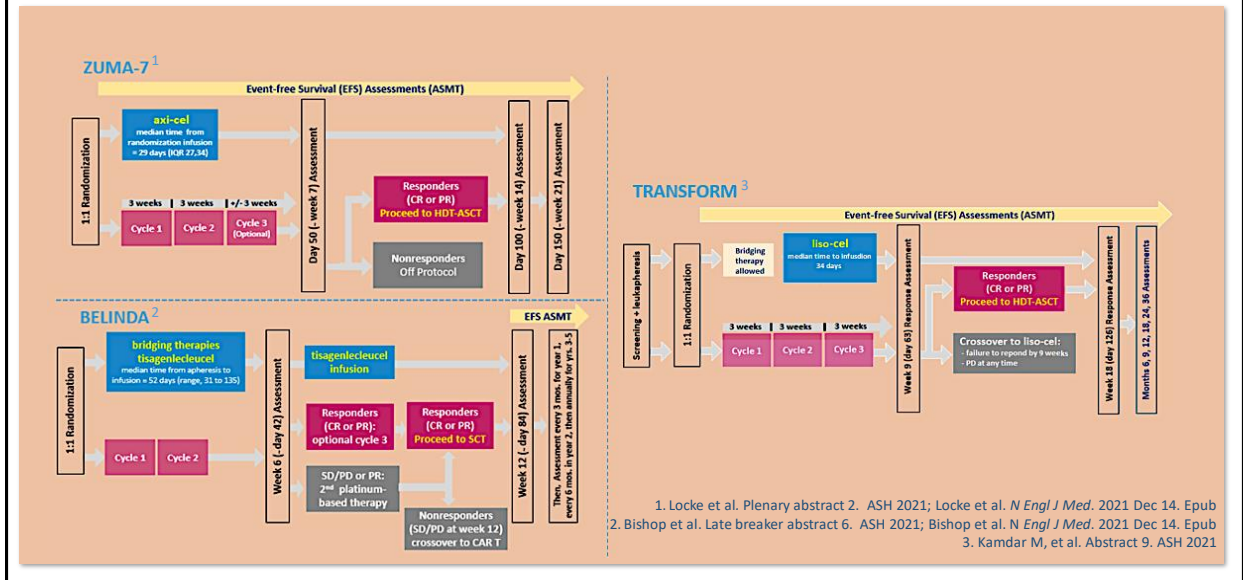 ZUMA-7 1
Event-free Survival (EFS) Assessments (ASMT)
1:1 Randomization
axi-cel
median time from
randomization infusion
= 29 days (IQR 27,34)
3 weeks | 3 weeks | +/- 3 weeks
Cycle 1
Cycle 2
Cycle 3
[Optional]
Day 50 (- week 7) Assessment
Responders
(CR or PR)
Proceed to HDT-ASCT
Nonresponders
Off Protocol
Day 100 (- week 14) Assessment
Day 150 (- week 21) Assessment
BELINDA 2
EFS ASMT
1:1 Randomization
bridging therapies
tisagenlecleucel
median time from apheresis to
infusion = 52 days (range, 31 to 135)
Cycle 1
Cycle 2
Week 6 (-day 42) Assessment
tisagenlecleucel
infusion
Responders
(CR or PR):
optional cycle 3
Responders
(CR or PR)
Proceed to SCT
SD/PD or PR:
2nd platinum-
based therapy
Nonresponders
(SD/PD at week 12)
crossover to CAR T
Week 12 (- day 84) Assessment
Then, Assessment every 3 mos. for year 1,
every 6 mos. in year 2, then annually for yrs. 3-5
TRANSFORM 3
Event-free Survival (EFS) Assessments (ASMT)
Screening + leukapheresis
1:1 Randomization
Bridging
therapy
allowed
liso-cel
median time to Infusdion
34 days
3 weeks | 3 weeks | 3 weeks
Cycle 1
Cycle 2
Cycle 3
Week 9 (day 63) Response Assessment
Responders
(CR or PR)
Proceed to HDT-ASCT
Crossover to liso-cel:
- failure to repond by 9 weeks
- PD at any time
Week 18 (day 126) Response Assessment
Months 6, 9, 12, 18, 24, 36 Assessments
1. Locke et al. Plenary abstract 2. ASH 2021; Locke et al. N Engl J Med. 2021 Dec 14. Epub
2. Bishop et al. Late breaker abstract 6. ASH 2021; Bishop et al. N Engl J Med. 2021 Dec 14. Epub
3. Kamdar M, et al. Abstract 9. ASH 2021